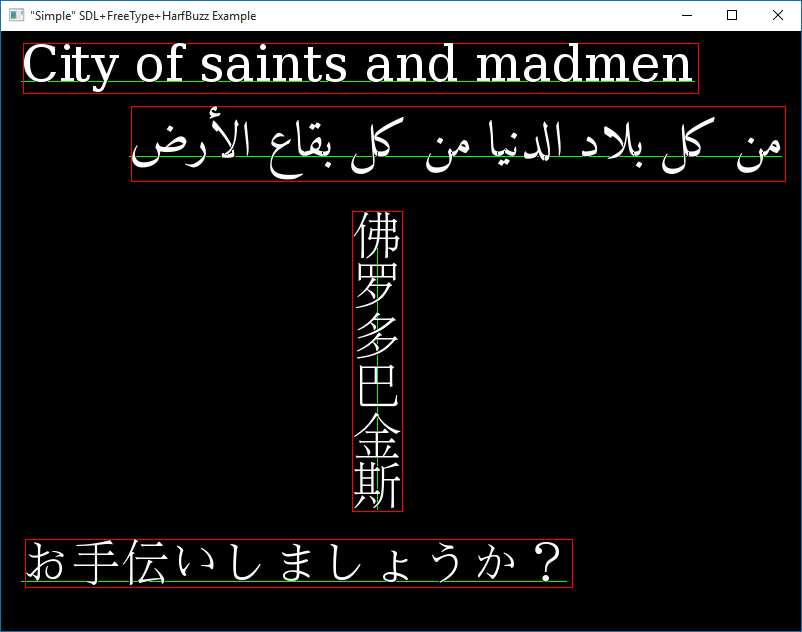 "Simple" SDL+FreeType+HarfBuzz Example
City of saints and madmen
من كل بلاد الدنيا من كل بقاع الأرض
佛罗多巴金斯
お手伝いしましょうか？